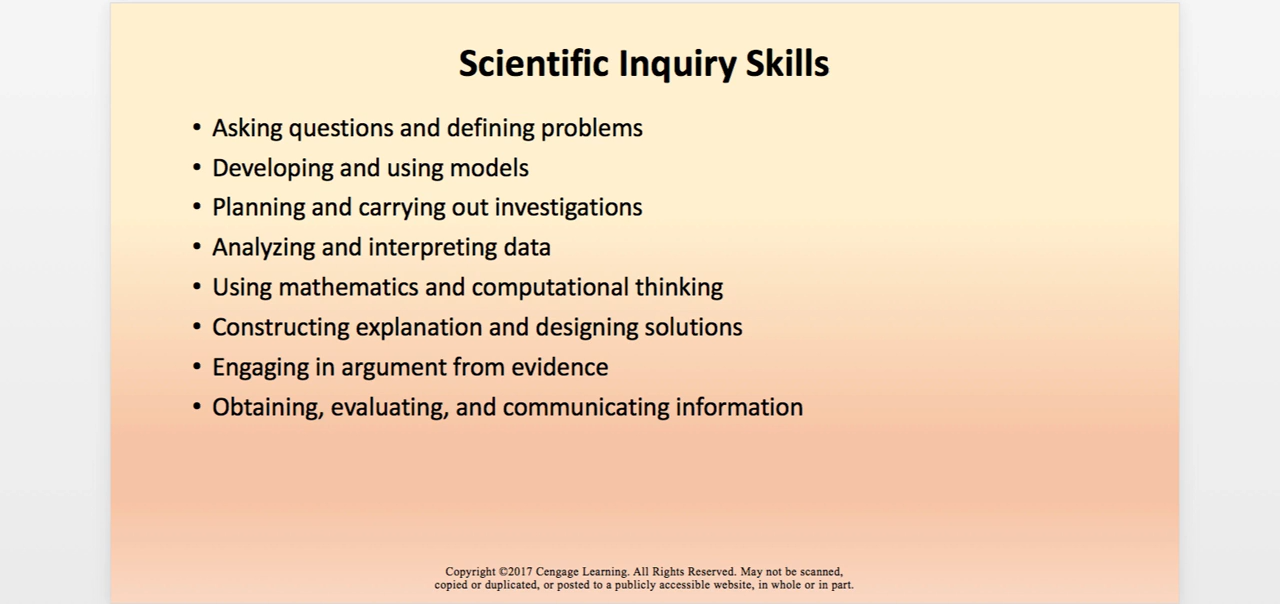 Scientific Inquiry Skills
• Asking questions and defining problems
• Developing and using models
• Planning and carrying out investigations
• Analyzing and interpreting data
• Using mathematics and computational thinking
• Constructing explanation and designing solutions
• Engaging in argument from evidence
• Obtaining, evaluating, and communicating information
Copyright ©2017 Cengage Learning. All Rights Reserved. May not be scanned,
copied or duplicated, or posted to a publicly accessible website, in whole or in part.